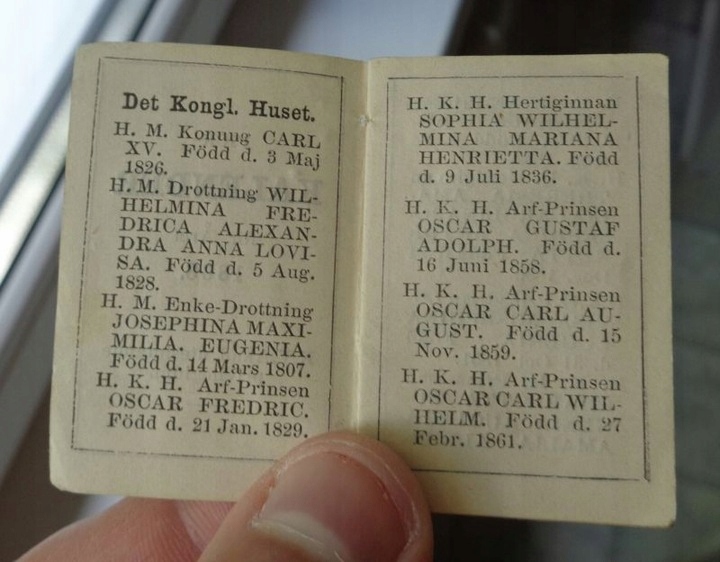 Det Kongl. Huset.
H. M. Konung CARL
XV. Född d. 3 Maj
1826.
H. M. Drottning WIL-
HELMINA FRE-
DRICA ALEXAN-
DRA ANNA LOVI-
SA. Född d. 5 Aug.
1828.
H. M. Enke-Drottning
JOSEPHINA MAXI-
MILIA. EUGENIA.
Född d. 14 Mars 1807.
H. K. H. Arf-Prinsen
OSCAR FREDRIC.
Född d. 21 Jan. 1829.
H. K. H. Hertiginnan
SOPHIA WILHEL-
MINA MARIANA
HENRIETTA. Född
d. 9 Juli 1836.
H. K. H. Arf-Prinsen
OSCAR GUSTAF
ADOLPH. Född d.
16 Juni 1858.
H. K. H. Arf-Prinsen
OSCAR CARL AU-
GUST. Född d. 15
Nov. 1859.
H. K. H. Arf-Prinsen
OSCAR CARL WIL-
HELM. Född d. 27
Febr. 1861.